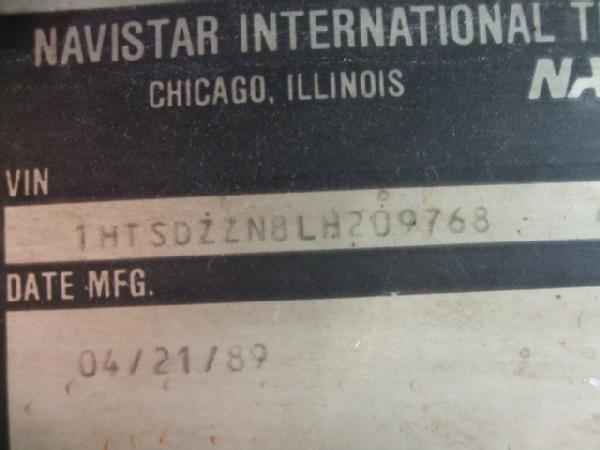 NAVISTAR INTERNATIONAL
CHICAGO, ILLINOIS
VIN
1HTSDZZN8LH209768
DATE MFG.
04/21/89